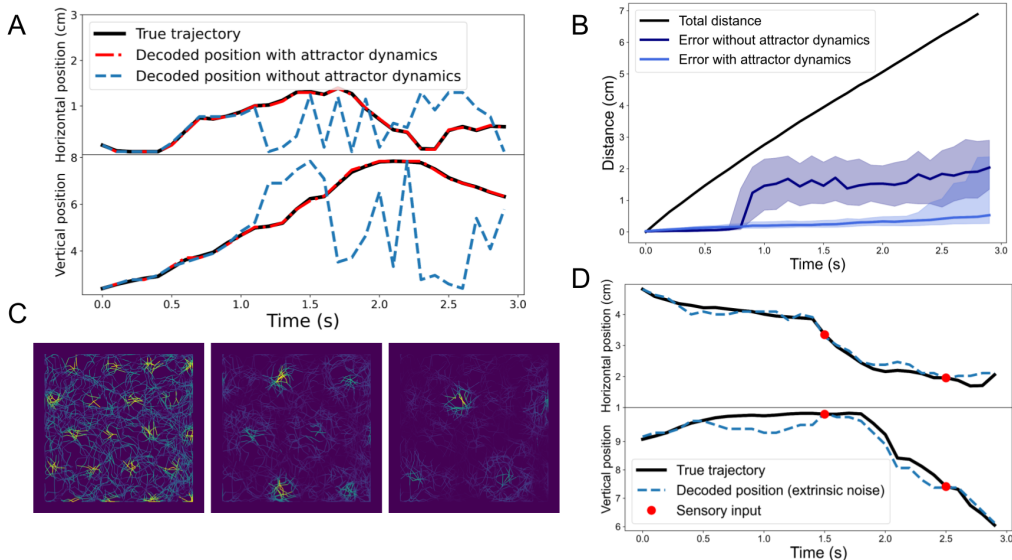 A
Horizontal position (cm)
3
1
True trajectory
Decoded position with attractor dynamics
Decoded position without attractor dynamics
Vertical position
8
6
4
0.0 0.5 1.0 1.5 2.0 2.5 3.0
Time (s)
B
Distance (cm)
7
6
5
4
3
2
1
0
Total distance
Error without attractor dynamics
Error with attractor dynamics
0.0 0.5 1.0 1.5 2.0 2.5 3.0
Time (s)
C
D
Horizontal position (cm)
4
3
2
1
Vertical position
9
8
7
6
True trajectory
Decoded position (extrinsic noise)
Sensory input
0.0 0.5 1.0 1.5 2.0 2.5 3.0
Time (s)